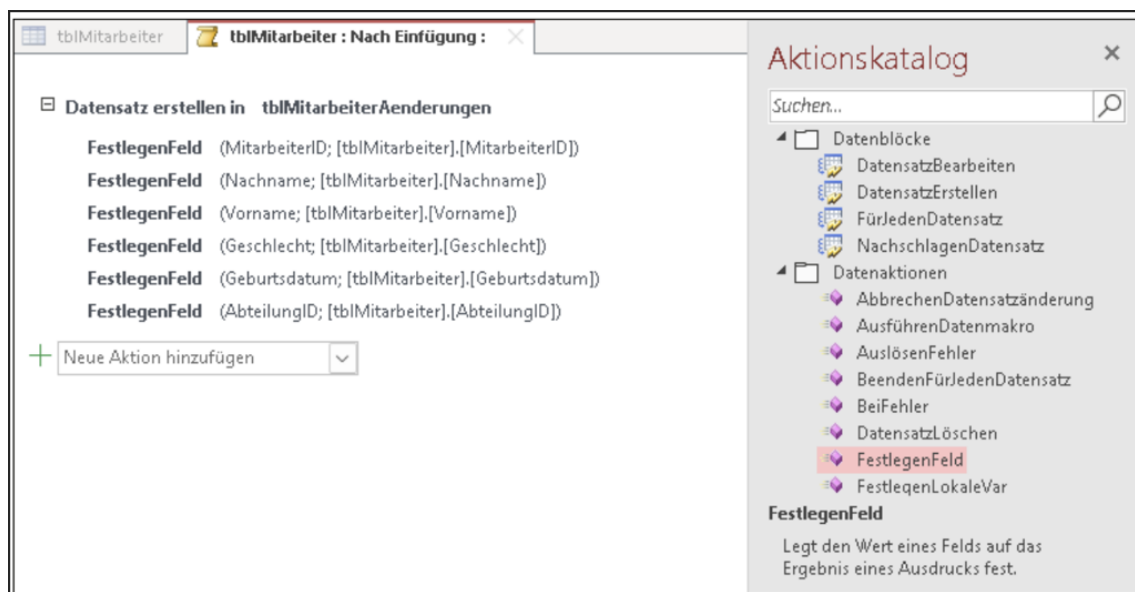 tblMitarbeiter
tblMitarbeiter : Nach Einfügung :
Datensatz erstellen in tblMitarbeiterAenderungen
FestlegenFeld (MitarbeiterID; [tblMitarbeiter].[MitarbeiterID])
FestlegenFeld (Nachname; [tblMitarbeiter].[Nachname])
FestlegenFeld (Vorname; [tblMitarbeiter].[Vorname])
FestlegenFeld (Geschlecht; [tblMitarbeiter].[Geschlecht])
FestlegenFeld (Geburtsdatum; [tblMitarbeiter].[Geburtsdatum])
FestlegenFeld (AbteilungID; [tblMitarbeiter].[AbteilungID])
Neue Aktion hinzufügen
Aktionskatalog
Suchen...
Datenblöcke
DatensatzBearbeiten
DatensatzErstellen
FürJedenDatensatz
NachschlagenDatensatz
Datenaktionen
AbbrechenDatensatzänderung
AusführenDatenmakro
AuslösenFehler
BeendenFürJedenDatensatz
BeiFehler
DatensatzLöschen
FestlegenFeld
FestlegenLokaleVar
FestlegenFeld
Legt den Wert eines Felds auf das
Ergebnis eines Ausdrucks fest.